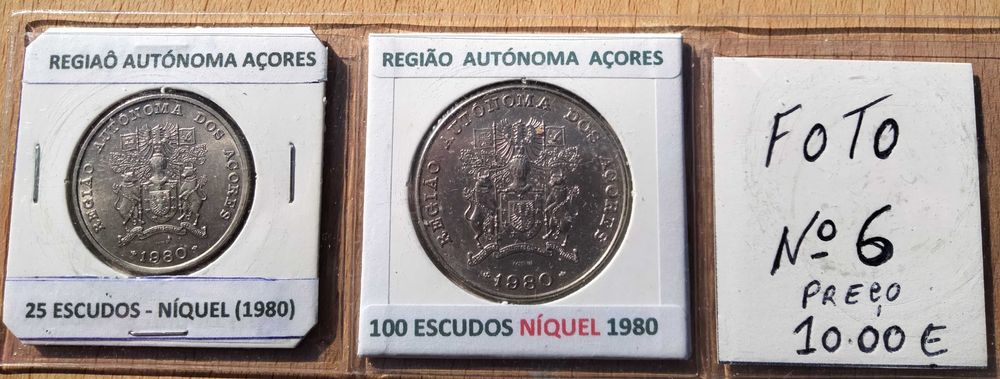 REGIAÔ AUTÓNOMA AÇORES
REGIÃO AUTÓNOMA DOS AÇORES
*1980*
25 ESCUDOS - NÍQUEL (1980)
REGIÃO AUTÓNOMA AÇORES
REGIÃO AUTÓNOMA DOS AÇORES
*1980*
100 ESCUDOS NÍQUEL 1980
FOTO
Nº 6
PREÇO
10.00 E